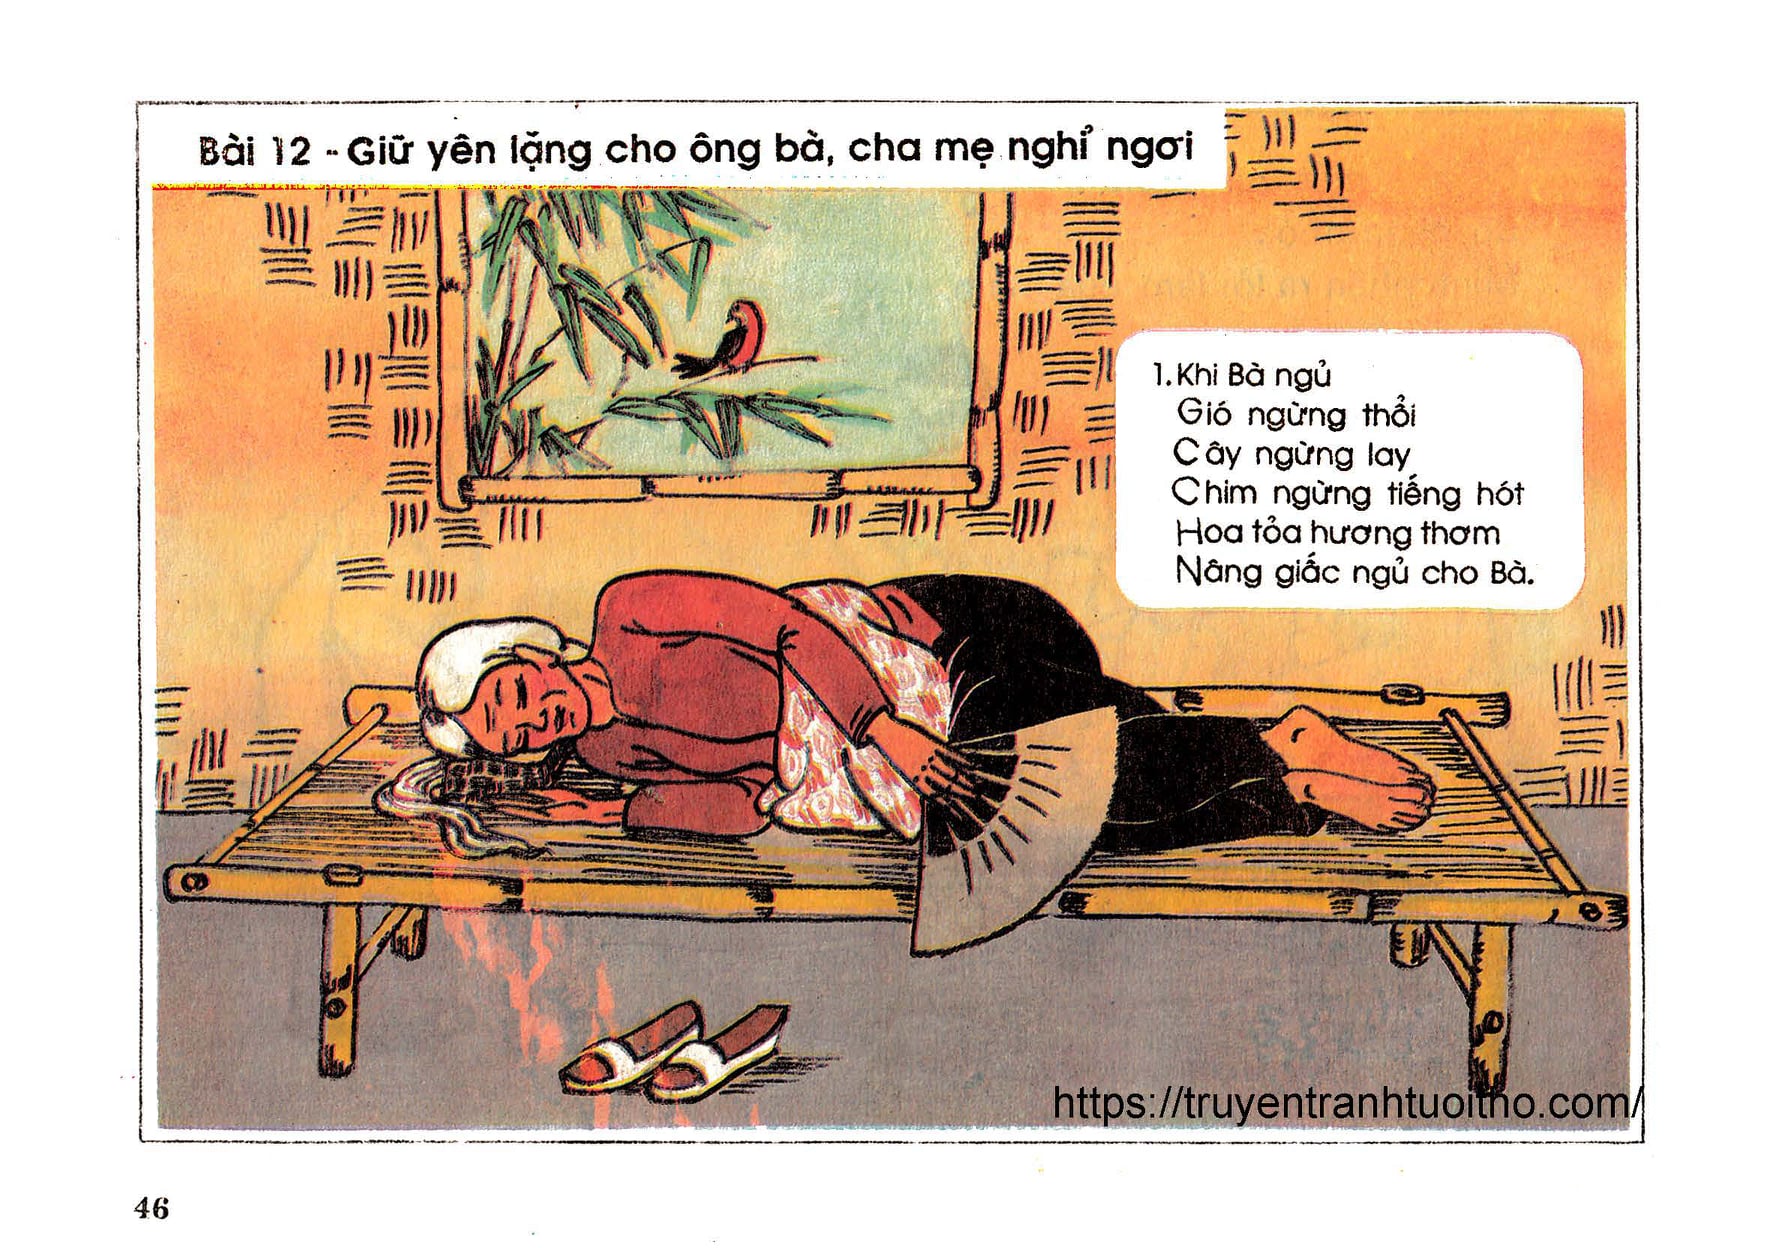 Bài 12 - Giữ yên lặng cho ông bà, cha mẹ nghỉ ngơi
1. Khi Bà ngủ
Gió ngừng thổi
Cây ngừng lay
Chim ngừng tiếng hót
Hoa tỏa hương thơm
Nâng giấc ngủ cho Bà.
https://truyentranhtuoitho.com/
46